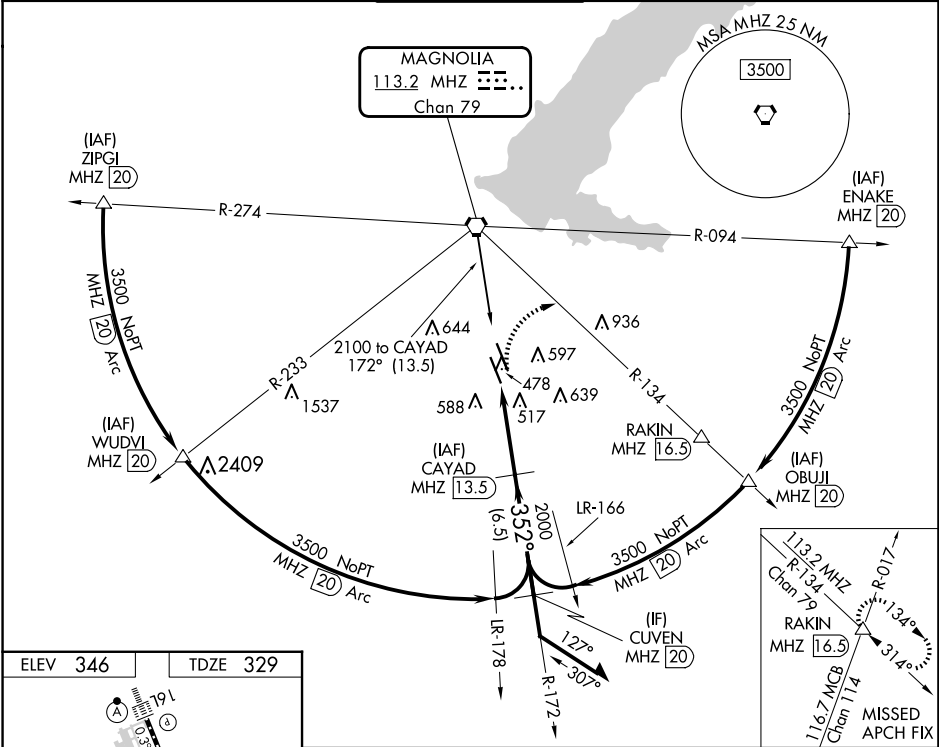 MAGNOLIA
113.2 MHZ
Chan 79
MSA MHZ 25 NM
3500
(IAF)
ZIPGI
MHZ 20
(IAF)
ENAKE
MHZ 20
R-274
R-094
3500 NoPT
MHZ 20 Arc
3500 NoPT
MHZ 20 Arc
644
936
2100 to CAYAD
172° (13.5)
597
R-233
R-134
478
1537
588
517
639
(IAF)
WUDVI
MHZ 20
2409
RAKIN
MHZ 16.5
(IAF)
CAYAD
MHZ 13.5
(IAF)
OBUJI
MHZ 20
352°
(6.5)
2000
LR-166
3500 NoPT
MHZ 20 Arc
3500 NoPT
MHZ 20 Arc
(IF)
CUVEN
MHZ 20
LR-178
127°
307°
R-172
113.2 MHZ
R-134
Chan 79
R-017
RAKIN
MHZ 16.5
134°
314°
116.7 MCB
Chan 114
MISSED
APCH FIX
ELEV 346
TDZE 329
16L
A
P